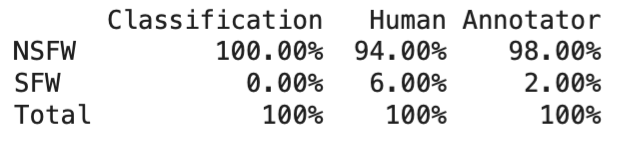 Classification Human Annotator
NSFW 100.00% 94.00% 98.00%
SFW 0.00% 6.00% 2.00%
Total 100% 100% 100%